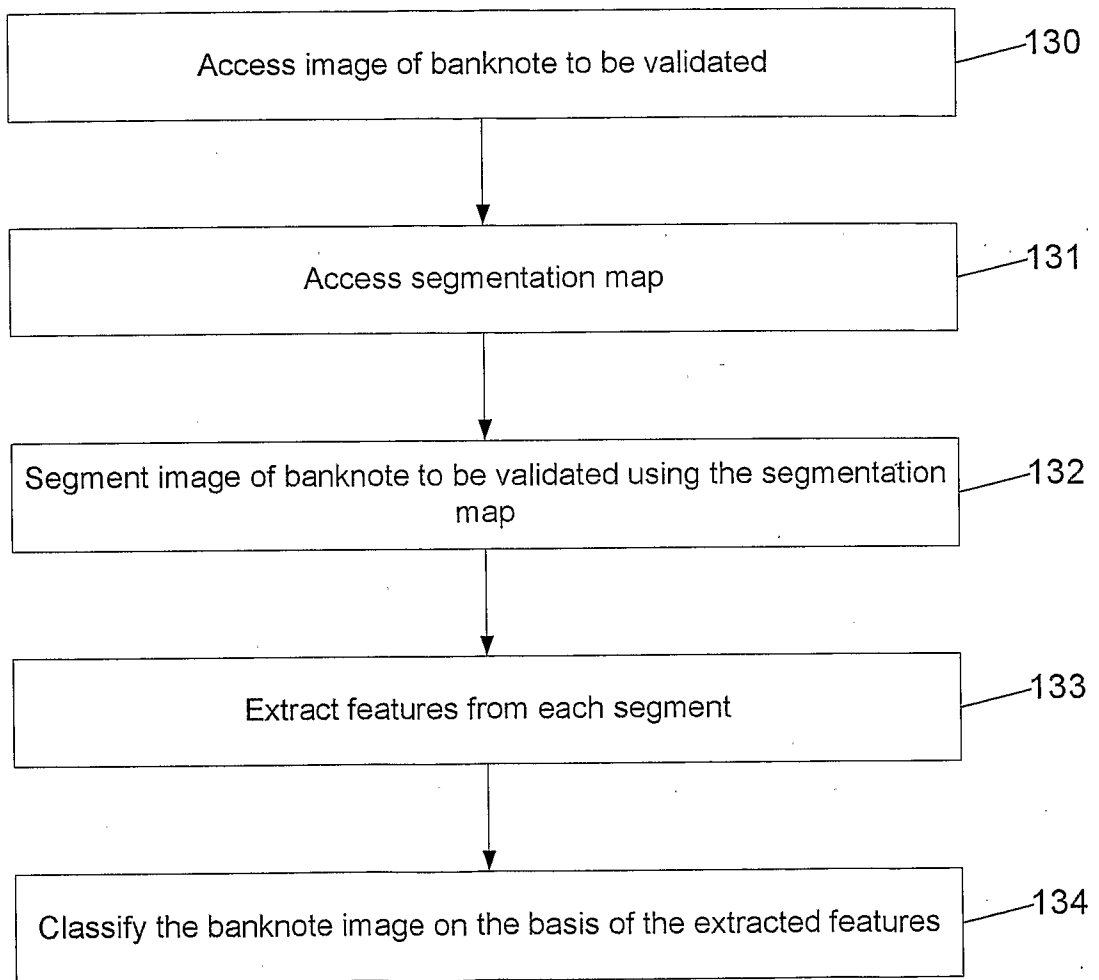 Access image of banknote to be validated
130
Access segmentation map
131
Segment image of banknote to be validated using the segmentation
map
132
Extract features from each segment
133
Classify the banknote image on the basis of the extracted features
134